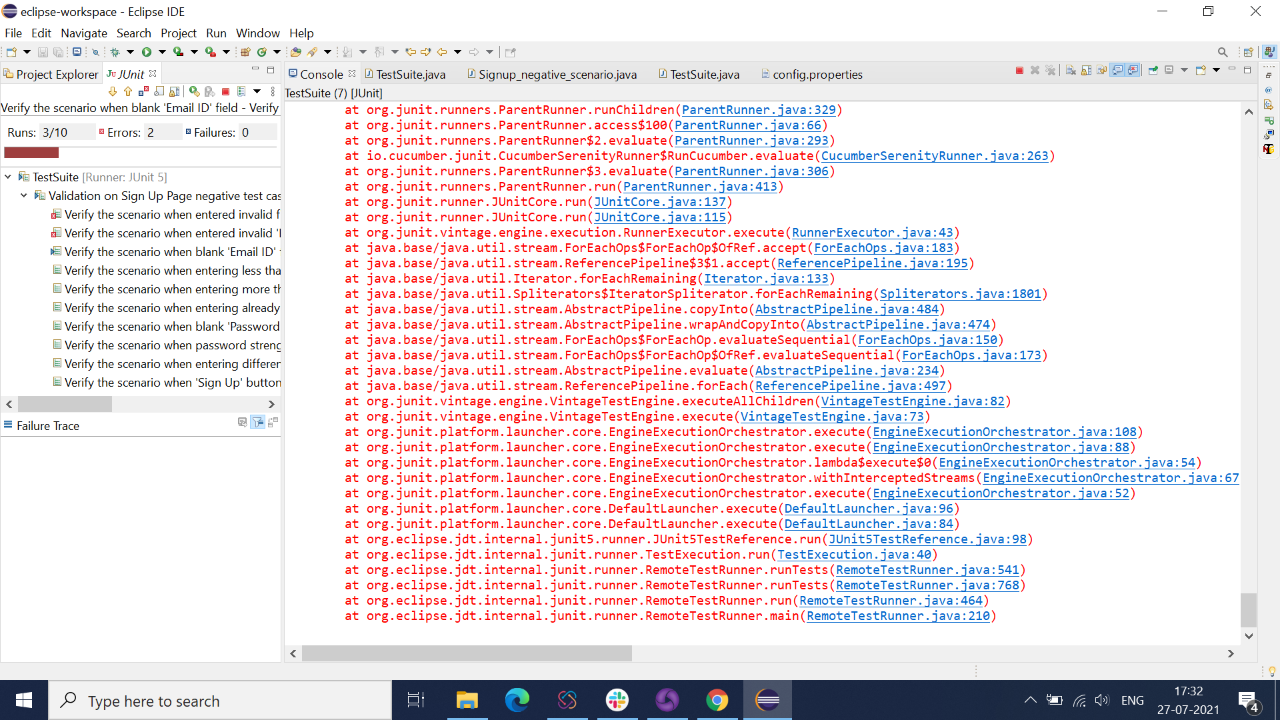 eclipse-workspace - Eclipse IDE
File Edit Navigate Search Project Run Window Help
Project Explorer JUnit
Console TestSuite.java Signup_negative_scenario.java TestSuite.java config.properties
Verify the scenario when blank 'Email ID' field - Verify
Runs: 3/10 Errors: 2 Failures: 0
TestSuite [Runner: JUnit 5]
Validation on Sign Up Page negative test cas
Verify the scenario when entered invalid f
Verify the scenario when entered invalid '
Verify the scenario when blank 'Email ID'
Verify the scenario when entering less tha
Verify the scenario when entering more th
Verify the scenario when entering already
Verify the scenario when blank 'Password
Verify the scenario when password streng
Verify the scenario when entering differer
Verify the scenario when 'Sign Up' button
Failure Trace
TestSuite (7) [JUnit]
at org.junit.runners.ParentRunner.runChildren(ParentRunner.java:329)
at org.junit.runners.ParentRunner.access$100(ParentRunner.java:66)
at org.junit.runners.ParentRunner$2.evaluate(ParentRunner.java:293)
at io.cucumber.junit.CucumberSerenityRunner$RunCucumber.evaluate(CucumberSerenityRunner.java:263)
at org.junit.runners.ParentRunner$3.evaluate(ParentRunner.java:306)
at org.junit.runners.ParentRunner.run(ParentRunner.java:413)
at org.junit.runner.JUnitCore.run(JUnitCore.java:137)
at org.junit.runner.JUnitCore.run(JUnitCore.java:115)
at org.junit.vintage.engine.execution.RunnerExecutor.execute(RunnerExecutor.java:43)
at java.base/java.util.stream.ForEachOps$ForEachOp$OfRef.accept(ForEachOps.java:183)
at java.base/java.util.stream.ReferencePipeline$3$1.accept(ReferencePipeline.java:195)
at java.base/java.util.Iterator.forEachRemaining(Iterator.java:133)
at java.base/java.util.Spliterators$IteratorSpliterator.forEachRemaining(Spliterators.java:1801)
at java.base/java.util.stream.AbstractPipeline.copyInto(AbstractPipeline.java:484)
at java.base/java.util.stream.AbstractPipeline.wrapAndCopyInto(AbstractPipeline.java:474)
at java.base/java.util.stream.ForEachOps$ForEachOp.evaluateSequential(ForEachOps.java:150)
at java.base/java.util.stream.ForEachOps$ForEachOp$OfRef.evaluateSequential(ForEachOps.java:173)
at java.base/java.util.stream.AbstractPipeline.evaluate(AbstractPipeline.java:234)
at java.base/java.util.stream.ReferencePipeline.forEach(ReferencePipeline.java:497)
at org.junit.vintage.engine.VintageTestEngine.executeAllChildren(VintageTestEngine.java:82)
at org.junit.vintage.engine.VintageTestEngine.execute(VintageTestEngine.java:73)
at org.junit.platform.launcher.core.EngineExecutionOrchestrator.execute(EngineExecutionOrchestrator.java:108)
at org.junit.platform.launcher.core.EngineExecutionOrchestrator.execute(EngineExecutionOrchestrator.java:88)
at org.junit.platform.launcher.core.EngineExecutionOrchestrator.lambda$execute$0(EngineExecutionOrchestrator.java:54)
at org.junit.platform.launcher.core.EngineExecutionOrchestrator.withInterceptedStreams(EngineExecutionOrchestrator.java:67
at org.junit.platform.launcher.core.EngineExecutionOrchestrator.execute(EngineExecutionOrchestrator.java:52)
at org.junit.platform.launcher.core.DefaultLauncher.execute(DefaultLauncher.java:96)
at org.junit.platform.launcher.core.DefaultLauncher.execute(DefaultLauncher.java:84)
at org.eclipse.jdt.internal.junit5.runner.JUnit5TestReference.run(JUnit5TestReference.java:98)
at org.eclipse.jdt.internal.junit.runner.TestExecution.run(TestExecution.java:40)
at org.eclipse.jdt.internal.junit.runner.RemoteTestRunner.runTests(RemoteTestRunner.java:541)
at org.eclipse.jdt.internal.junit.runner.RemoteTestRunner.runTests(RemoteTestRunner.java:768)
at org.eclipse.jdt.internal.junit.runner.RemoteTestRunner.run(RemoteTestRunner.java:464)
at org.eclipse.jdt.internal.junit.runner.RemoteTestRunner.main(RemoteTestRunner.java:210)
Type here to search
ENG
17:32
27-07-2021
4